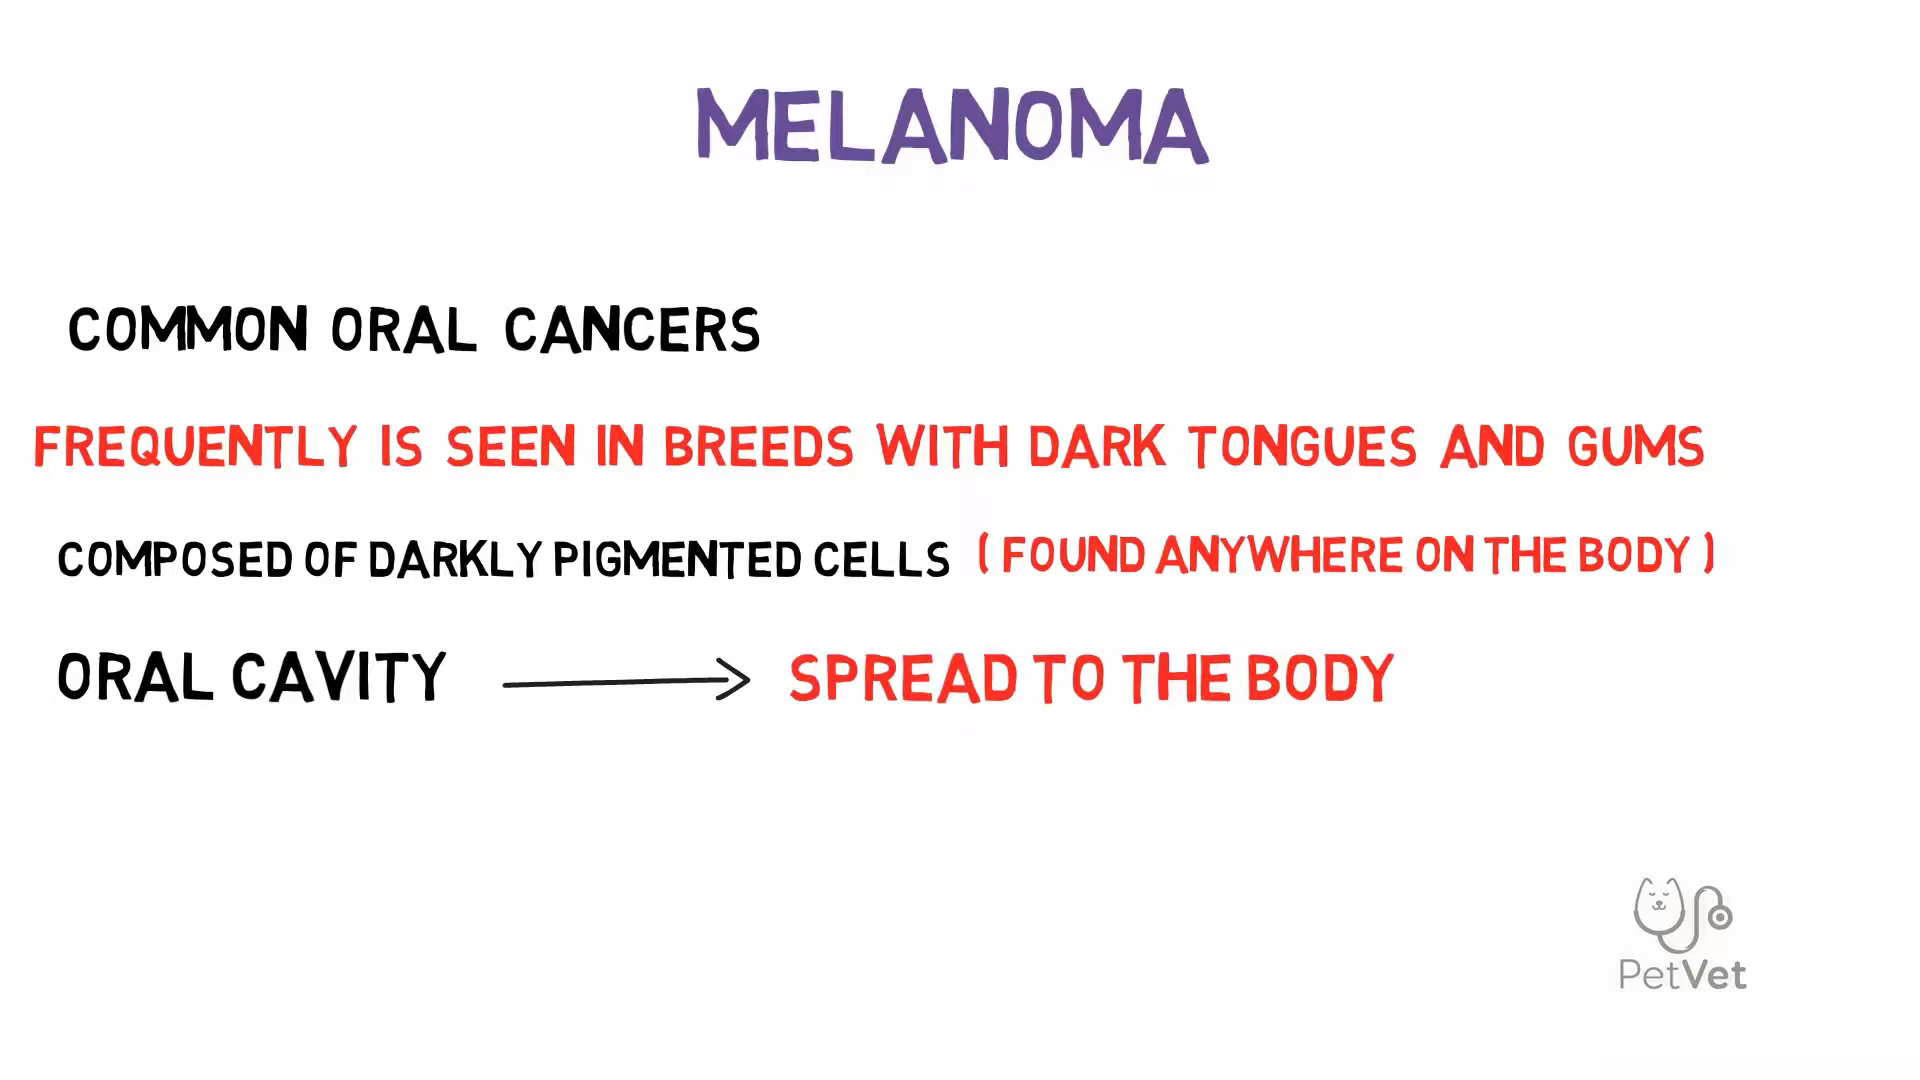 MELANOMA
COMMON ORAL CANCERS
FREQUENTLY IS SEEN IN BREEDS WITH DARK TONGUES AND GUMS
COMPOSED OF DARKLY PIGMENTED CELLS (FOUND ANYWHERE ON THE BODY)
ORAL CAVITY → SPREAD TO THE BODY
PetVet